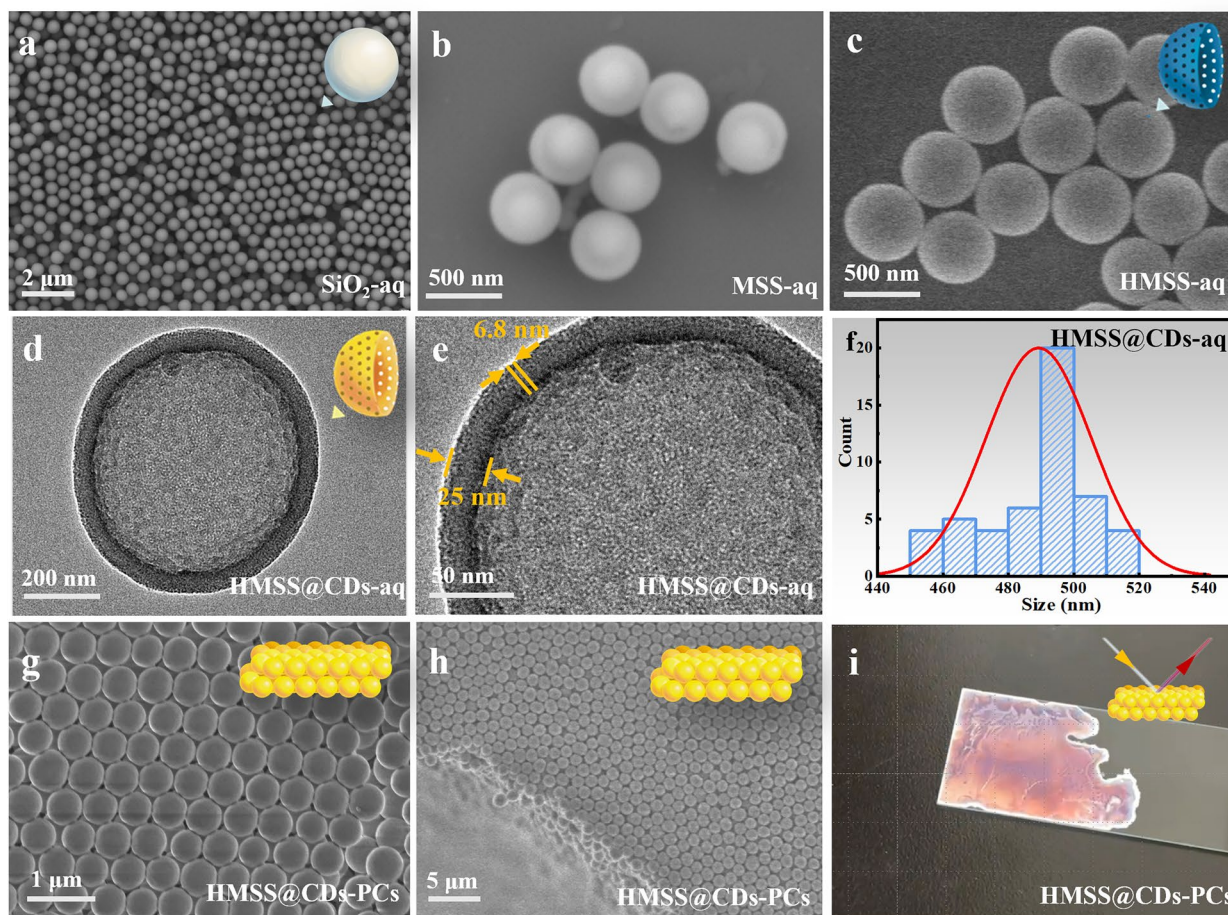 a
2 μm
SiO₂-aq
b
500 nm
MSS-aq
c
500 nm
HMSS-aq
d
200 nm
HMSS@CDs-aq
e
6.8 nm
25 nm
50 nm
HMSS@CDs-aq
f
HMSS@CDs-aq
Count
20
15
10
5
0
440 460 480 500 520 540
Size (nm)
g
1 μm
HMSS@CDs-PCs
h
5 μm
HMSS@CDs-PCs
i
HMSS@CDs-PCs